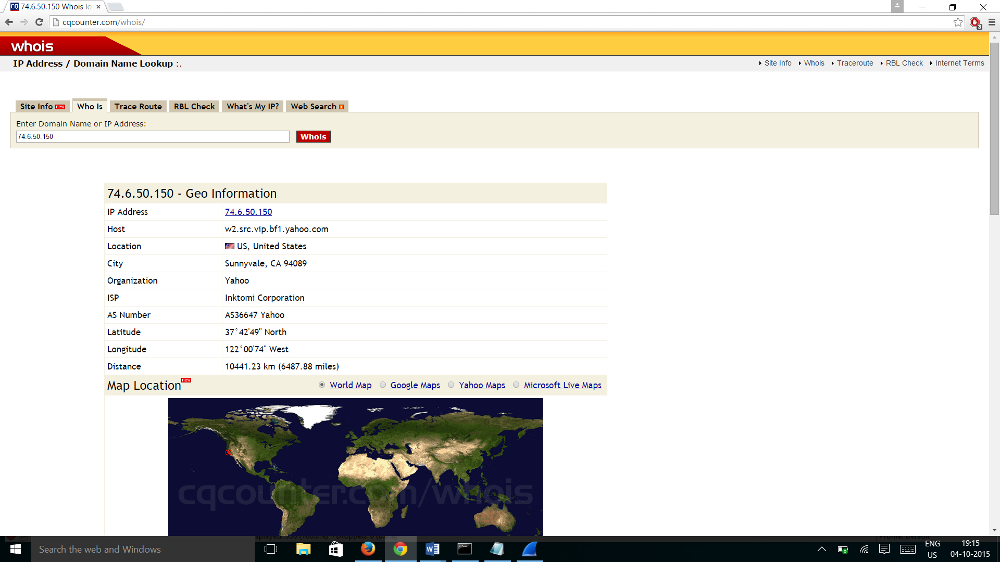 CQ 74.6.50.150 Whois lo
cqcounter.com/whois/
3
whois
IP Address / Domain Name Lookup :.
Site Info Whois Traceroute RBL Check Internet Terms
Site Info new Who Is Trace Route RBL Check What's My IP? Web Search
Enter Domain Name or IP Address:
74.6.50.150 Whois
74.6.50.150 - Geo Information
IP Address 74.6.50.150
Host w2.src.vip.bf1.yahoo.com
Location US, United States
City Sunnyvale, CA 94089
Organization Yahoo
ISP Inktomi Corporation
AS Number AS36647 Yahoo
Latitude 37°42'49" North
Longitude 122°00'74" West
Distance 10441.23 km (6487.88 miles)
Map Location new World Map Google Maps Yahoo Maps Microsoft Live Maps
cqcounter.com/whois
Search the web and Windows
ENG
US
19:15
04-10-2015